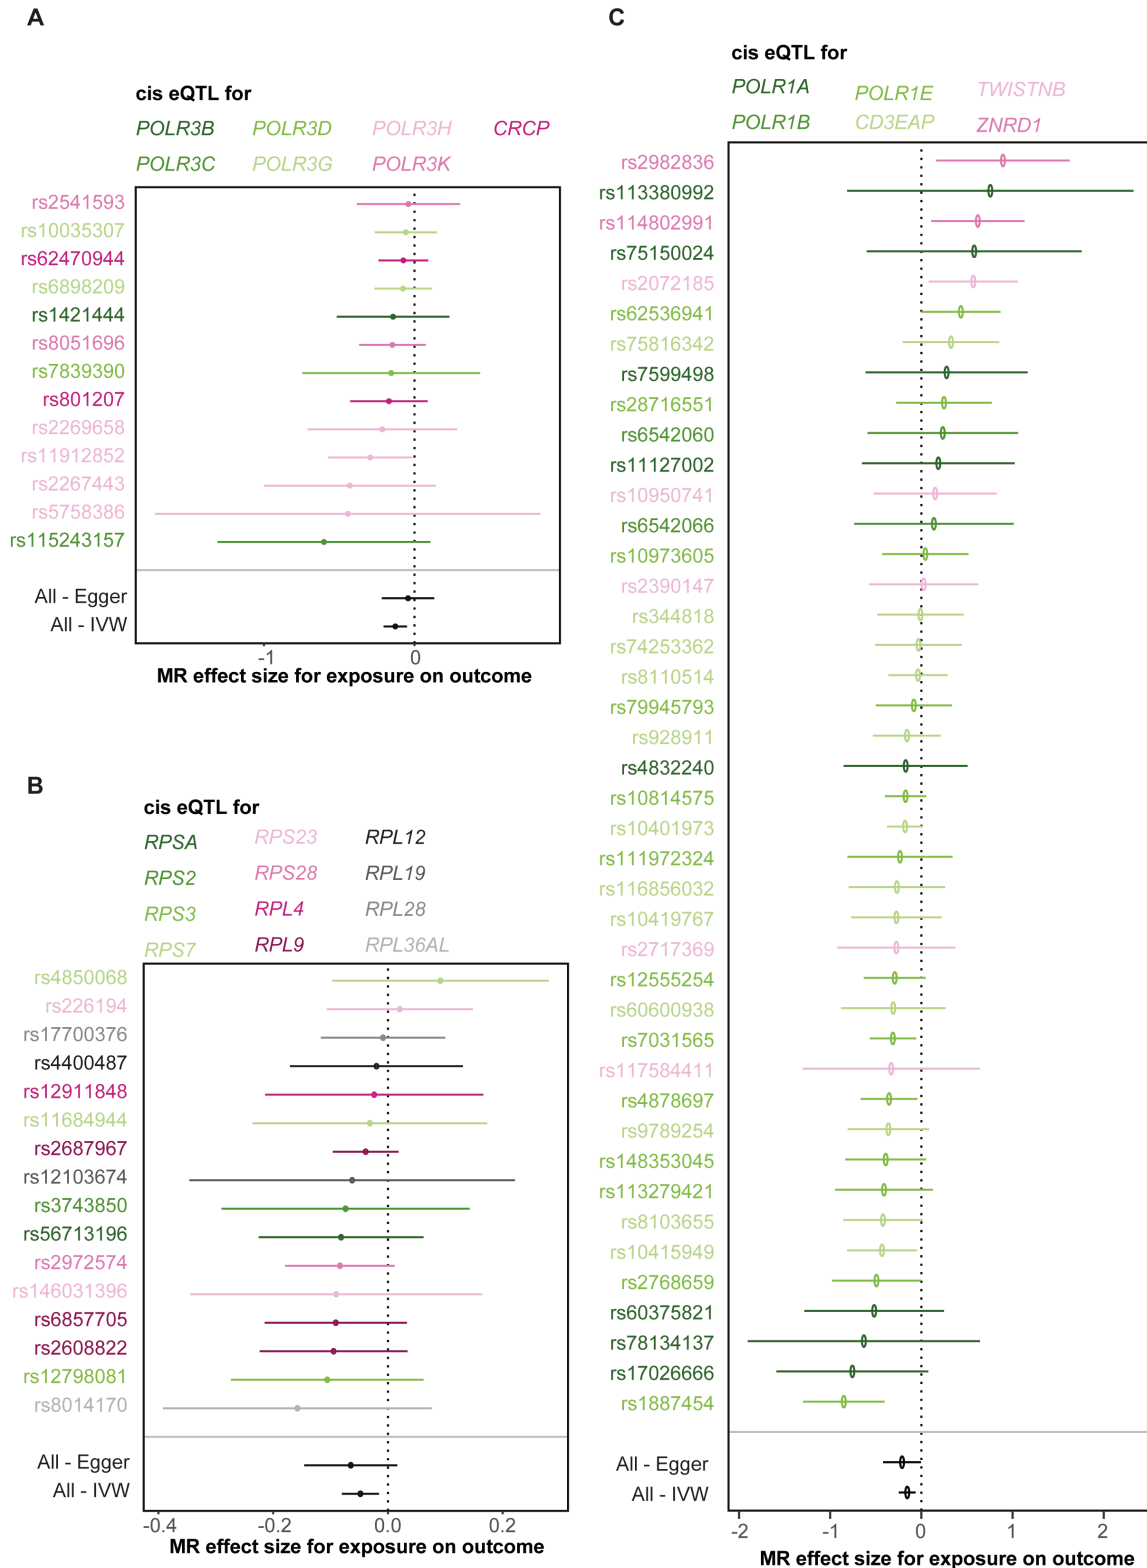 A
cis eQTL for
POLR3B POLR3D POLR3H CRCP
POLR3C POLR3G POLR3K
rs2541593
rs10035307
rs62470944
rs6898209
rs1421444
rs8051696
rs7839390
rs801207
rs2269658
rs11912852
rs2267443
rs5758386
rs115243157
All - Egger
All - IVW
-1 0
MR effect size for exposure on outcome
B
cis eQTL for
RPSA RPS23 RPL12
RPS2 RPS28 RPL19
RPS3 RPL4 RPL28
RPS7 RPL9 RPL36AL
rs4850068
rs226194
rs17700376
rs4400487
rs12911848
rs11684944
rs2687967
rs12103674
rs3743850
rs56713196
rs2972574
rs146031396
rs6857705
rs2608822
rs12798081
rs8014170
All - Egger
All - IVW
-0.4 -0.2 0.0 0.2
MR effect size for exposure on outcome
C
cis eQTL for
POLR1A POLR1E TWISTNB
POLR1B CD3EAP ZNRD1
rs2982836
rs113380992
rs114802991
rs75150024
rs2072185
rs62536941
rs75816342
rs7599498
rs28716551
rs6542060
rs11127002
rs10950741
rs6542066
rs10973605
rs2390147
rs344818
rs74253362
rs8110514
rs79945793
rs928911
rs4832240
rs10814575
rs10401973
rs111972324
rs116856032
rs10419767
rs2717369
rs12555254
rs60600938
rs7031565
rs117584411
rs4878697
rs9789254
rs148353045
rs113279421
rs8103655
rs10415949
rs2768659
rs60375821
rs78134137
rs17026666
rs1887454
All - Egger
All - IVW
-2 -1 0 1 2
MR effect size for exposure on outcome